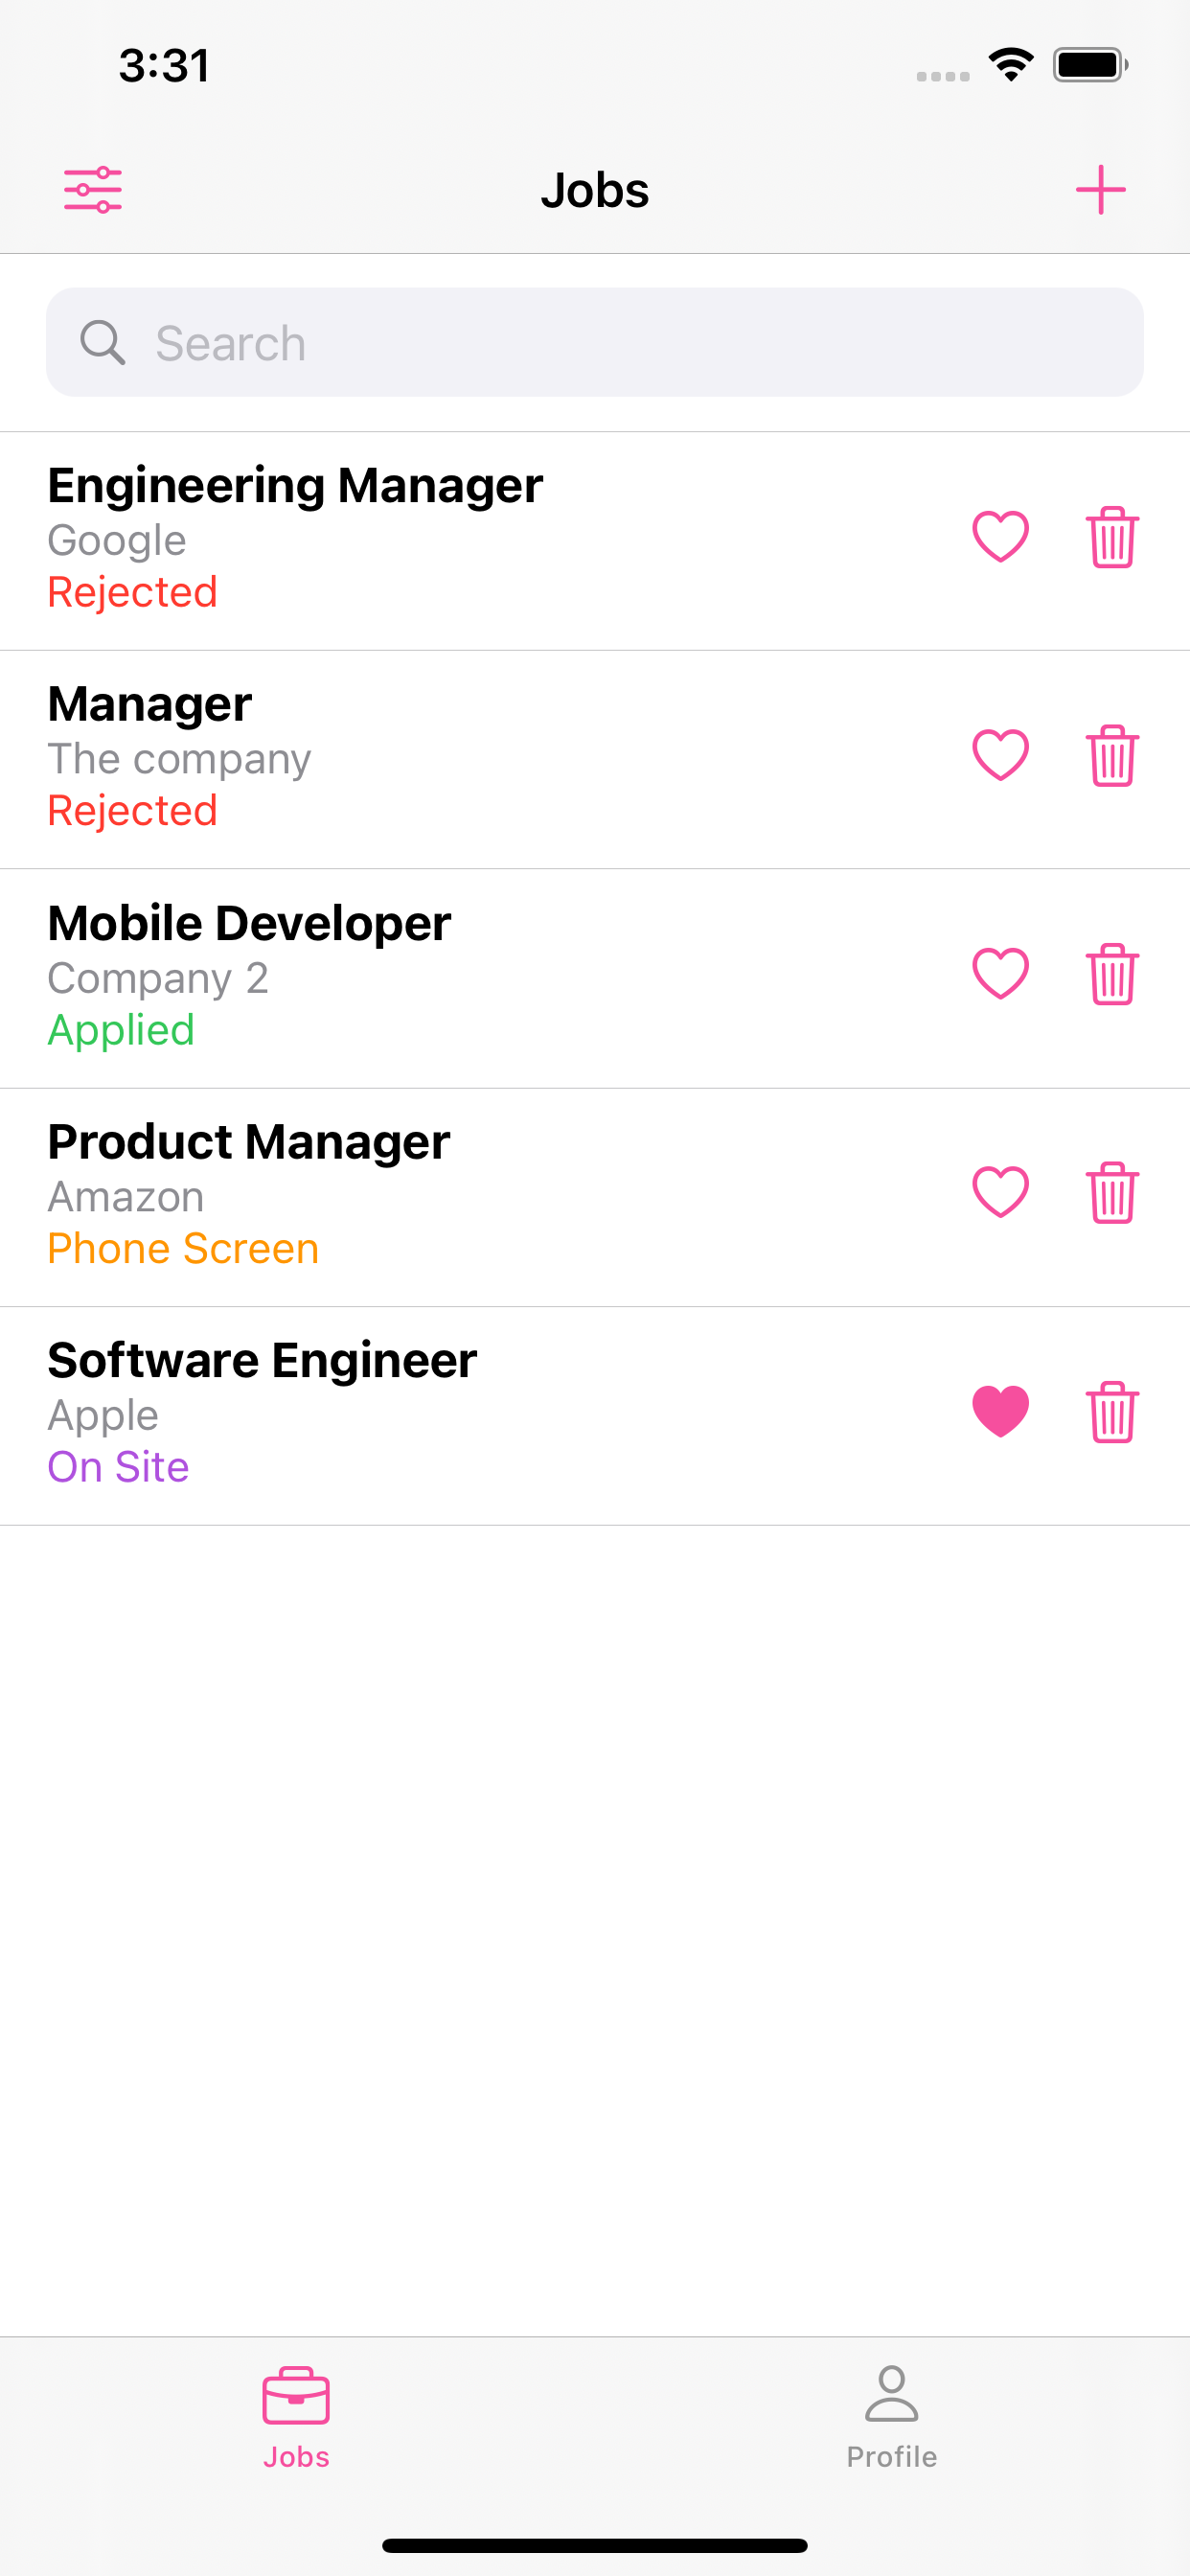 3:31
Jobs
Search
Engineering Manager
Google
Rejected
Manager
The company
Rejected
Mobile Developer
Company 2
Applied
Product Manager
Amazon
Phone Screen
Software Engineer
Apple
On Site
Jobs
Profile